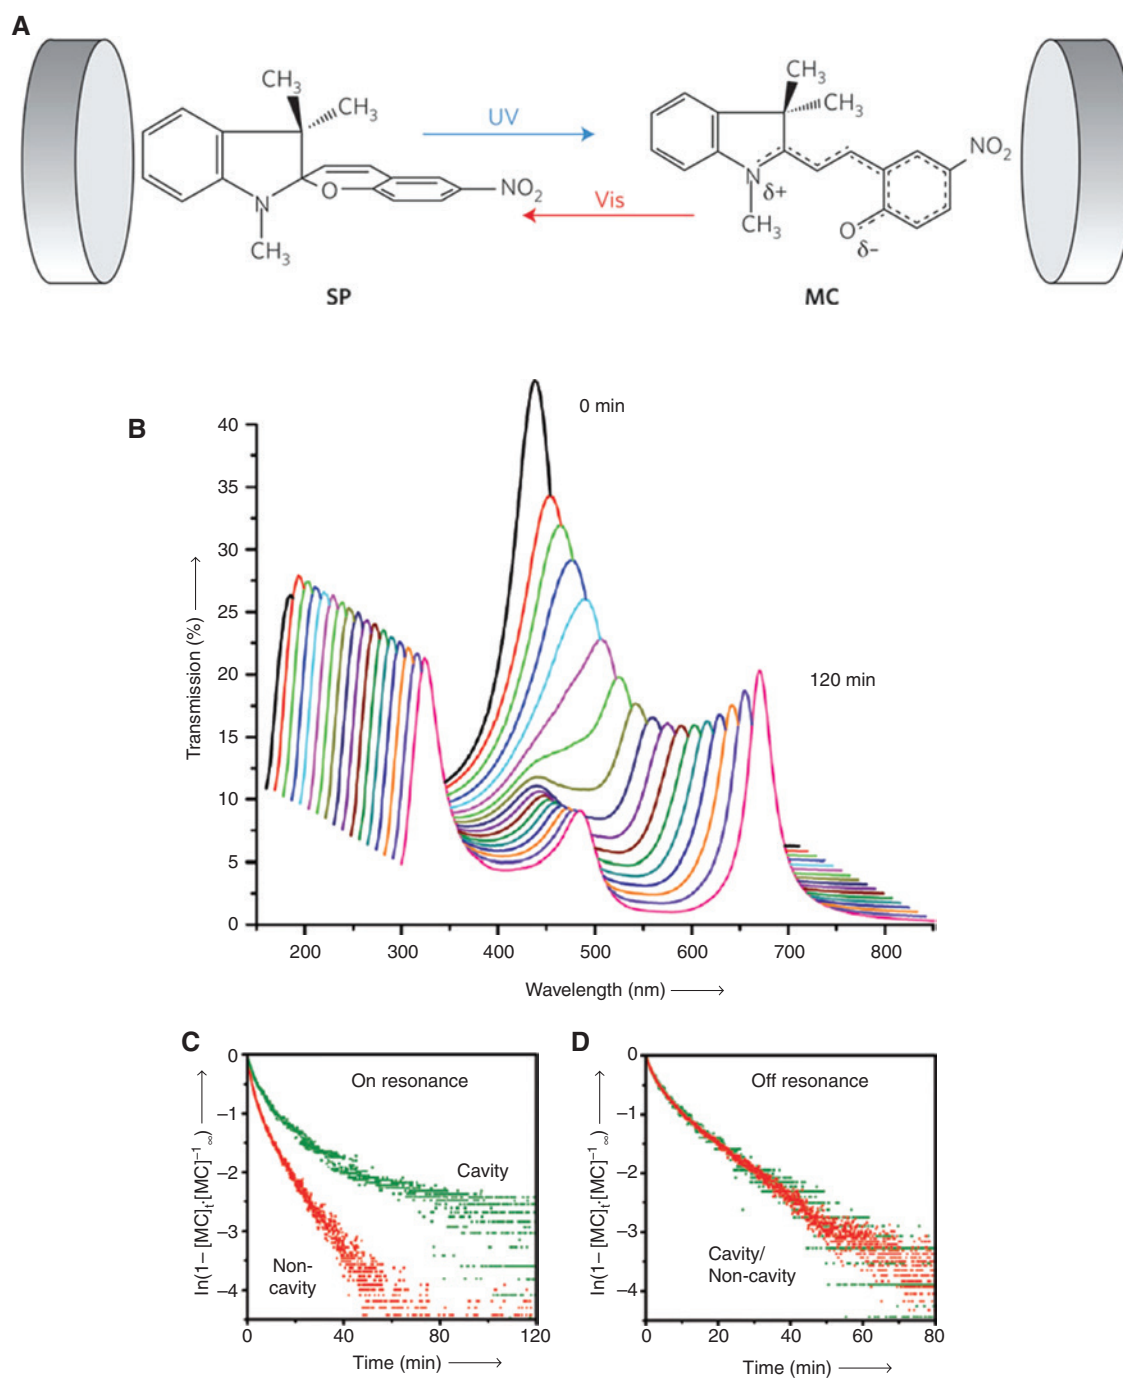 A
CH₃
CH₃
N
O
NO₂
CH₃
SP
UV
Vis
CH₃
CH₃
N
δ+
CH₃
O
δ−
NO₂
MC
B
0 min
120 min
Transmission (%)
40
35
30
25
20
15
10
5
0
200 300 400 500 600 700 800
Wavelength (nm)
C
On resonance
Cavity
Non-
cavity
ln(1– [MC]ₜ·[MC]⁻¹∞)
0
–1
–2
–3
–4
0 40 80 120
Time (min)
D
Off resonance
Cavity/
Non-cavity
ln(1– [MC]ₜ·[MC]⁻¹∞)
0
–1
–2
–3
–4
0 20 40 60 80
Time (min)